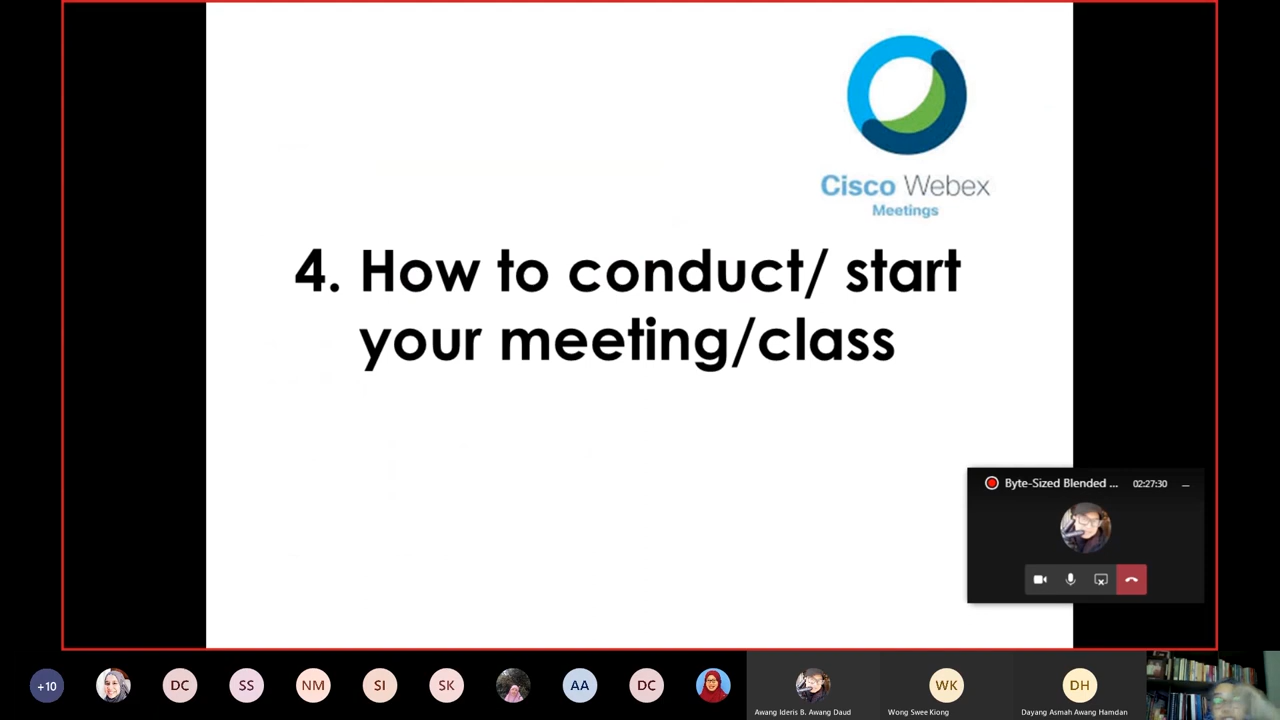 Cisco Webex
Meetings
4. How to conduct/ start
your meeting/class
Byte-Sized Blended ...
02:27:30
+10
DC
SS
NM
SI
SK
AA
DC
WK
DH
Awang Ideris B. Awang Daud
Wong Swee Kiong
Dayang Asmah Awang Hamdan